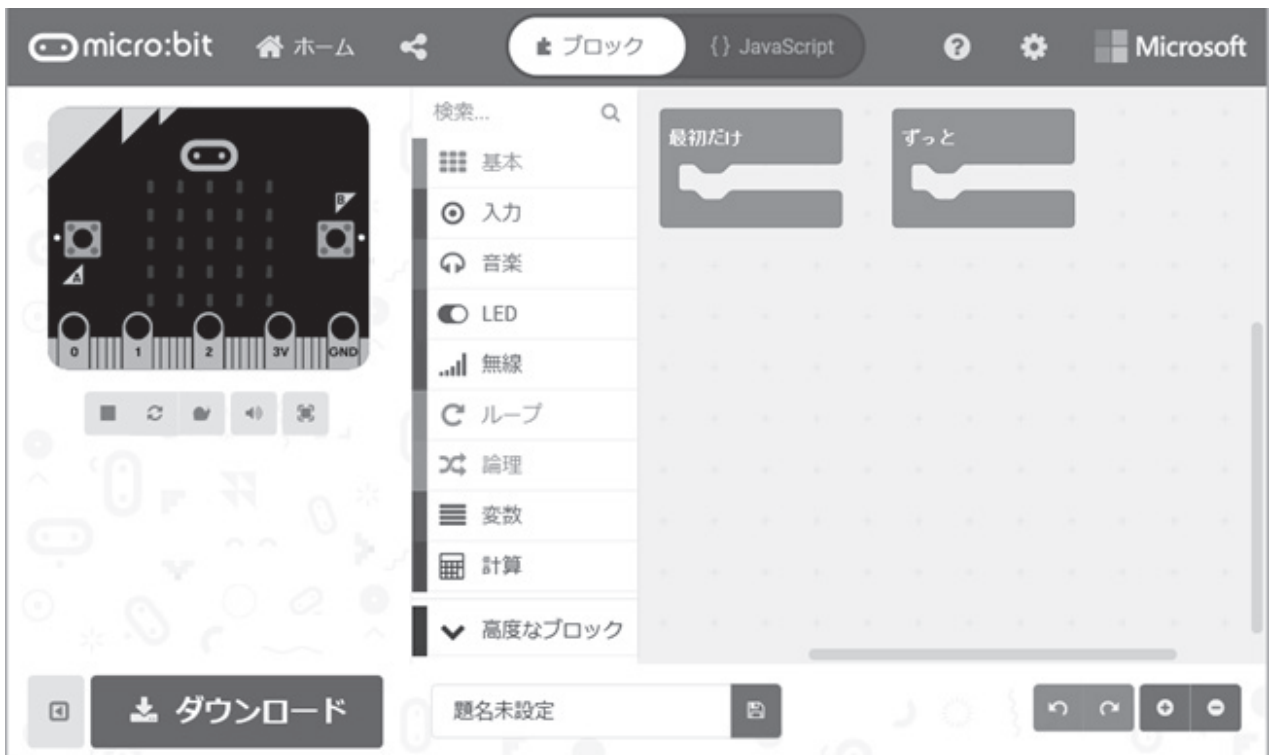 micro:bit ホーム ブロック {} JavaScript Microsoft
検索...
基本
入力
音楽
LED
無線
ループ
論理
変数
計算
高度なブロック
最初だけ
ずっと
B
A
0 1 2 3V GND
ダウンロード
題名未設定